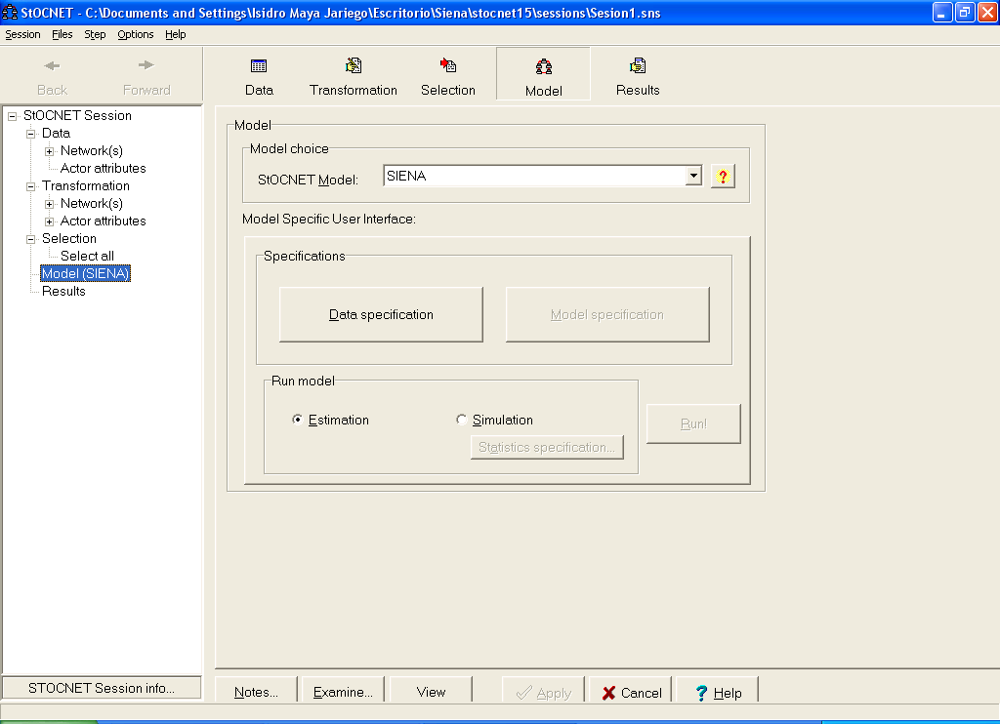 StOCNET - C:\Documents and Settings\Isidro Maya Jariego\Escritorio\Siena\stocnet15\sessions\Sesion1.sns
Session Files Step Options Help
Back Forward Data Transformation Selection Model Results
StOCNET Session
Data
Network(s)
Actor attributes
Transformation
Network(s)
Actor attributes
Selection
Select all
Model (SIENA)
Results
Model
Model choice
StOCNET Model: SIENA ?
Model Specific User Interface:
Specifications
Data specification Model specification
Run model
Estimation Simulation Run!
Statistics specification...
STOCNET Session info... Notes... Examine... View Apply Cancel ? Help